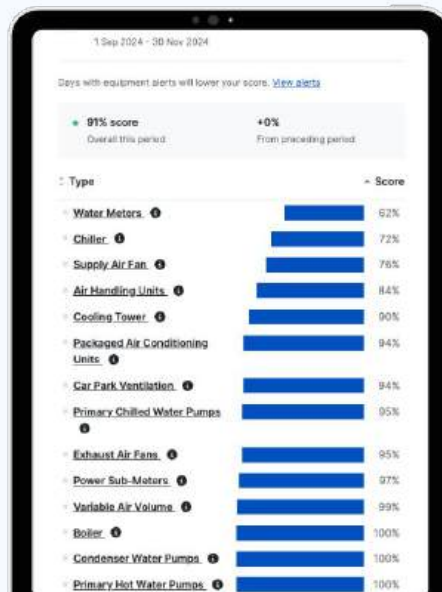 1 Sep 2024 - 30 Nov 2024
Days with equipment alerts will lower your score. View alerts
91% score +0%
Overall this period From preceding period
Type Score
Water Meters 62%
Chiller 72%
Supply Air Fan 76%
Air Handling Units 84%
Cooling Tower 90%
Packaged Air Conditioning
Units 94%
Car Park Ventilation 94%
Primary Chilled Water Pumps 95%
Exhaust Air Fans 95%
Power Sub-Meters 97%
Variable Air Volume 99%
Boiler 100%
Condenser Water Pumps 100%
Primary Hot Water Pumps 100%